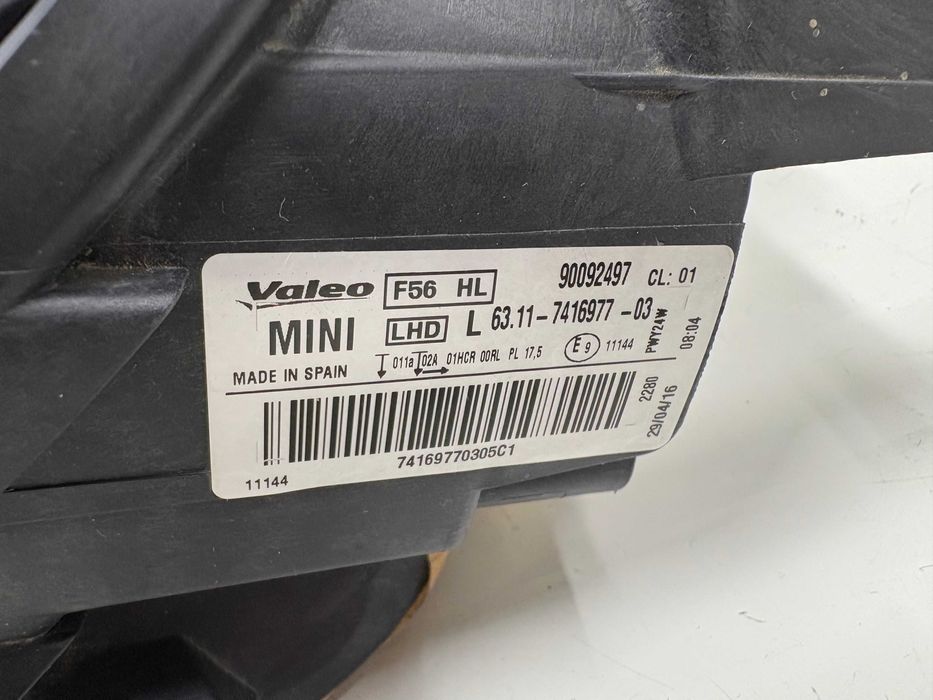 Valeo F56 HL 90092497 CL: 01
MINI LHD L 63.11-7416977-03
MADE IN SPAIN 011a 02A 01HCR 00RL PL 17,5 E9 11144
PWY24W
08:04
2280
29/04/16
74169770305C1
11144